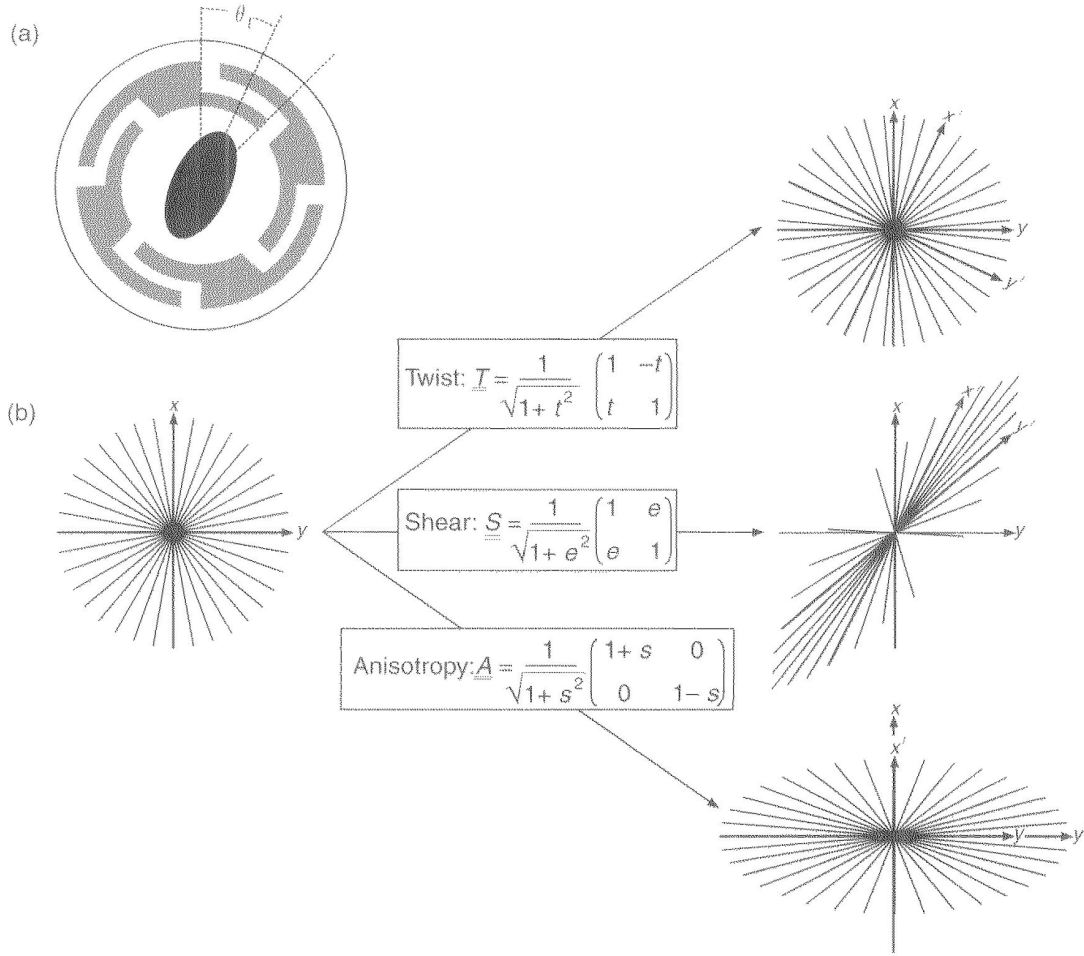 (a)
θt
x
x'
y
y'
Twist: T = 1/√(1+ t²) (1 −t
t 1)
(b)
x
y
x
x'
y'
y
Shear: S = 1/√(1+ e²) (1 e
e 1)
Anisotropy: A = 1/√(1+ s²) (1+ s 0
0 1− s)
x
x'
y
y